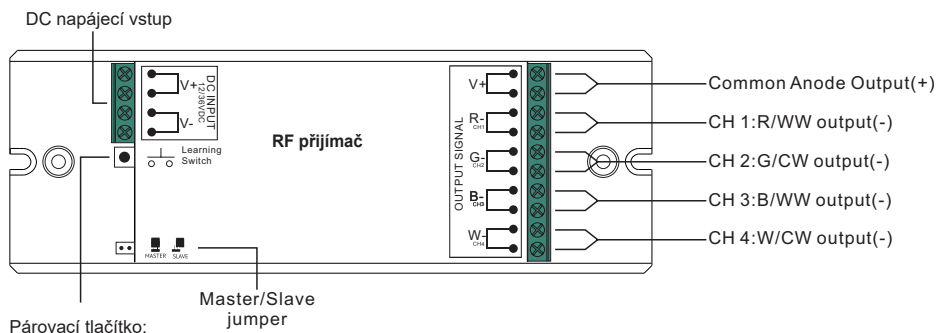 DC napájecí vstup
V+
V-
DC INPUT
12/36VDC
Learning
Switch
RF přijímač
MASTER
SLAVE
OUTPUT SIGNAL
V+
R-
CH1
G-
CH2
B-
CH3
W-
CH4
Common Anode Output(+)
CH 1:R/WW output(-)
CH 2:G/CW output(-)
CH 3:B/WW output(-)
CH 4:W/CW output(-)
Master/Slave
jumper
Párovací tlačítko: